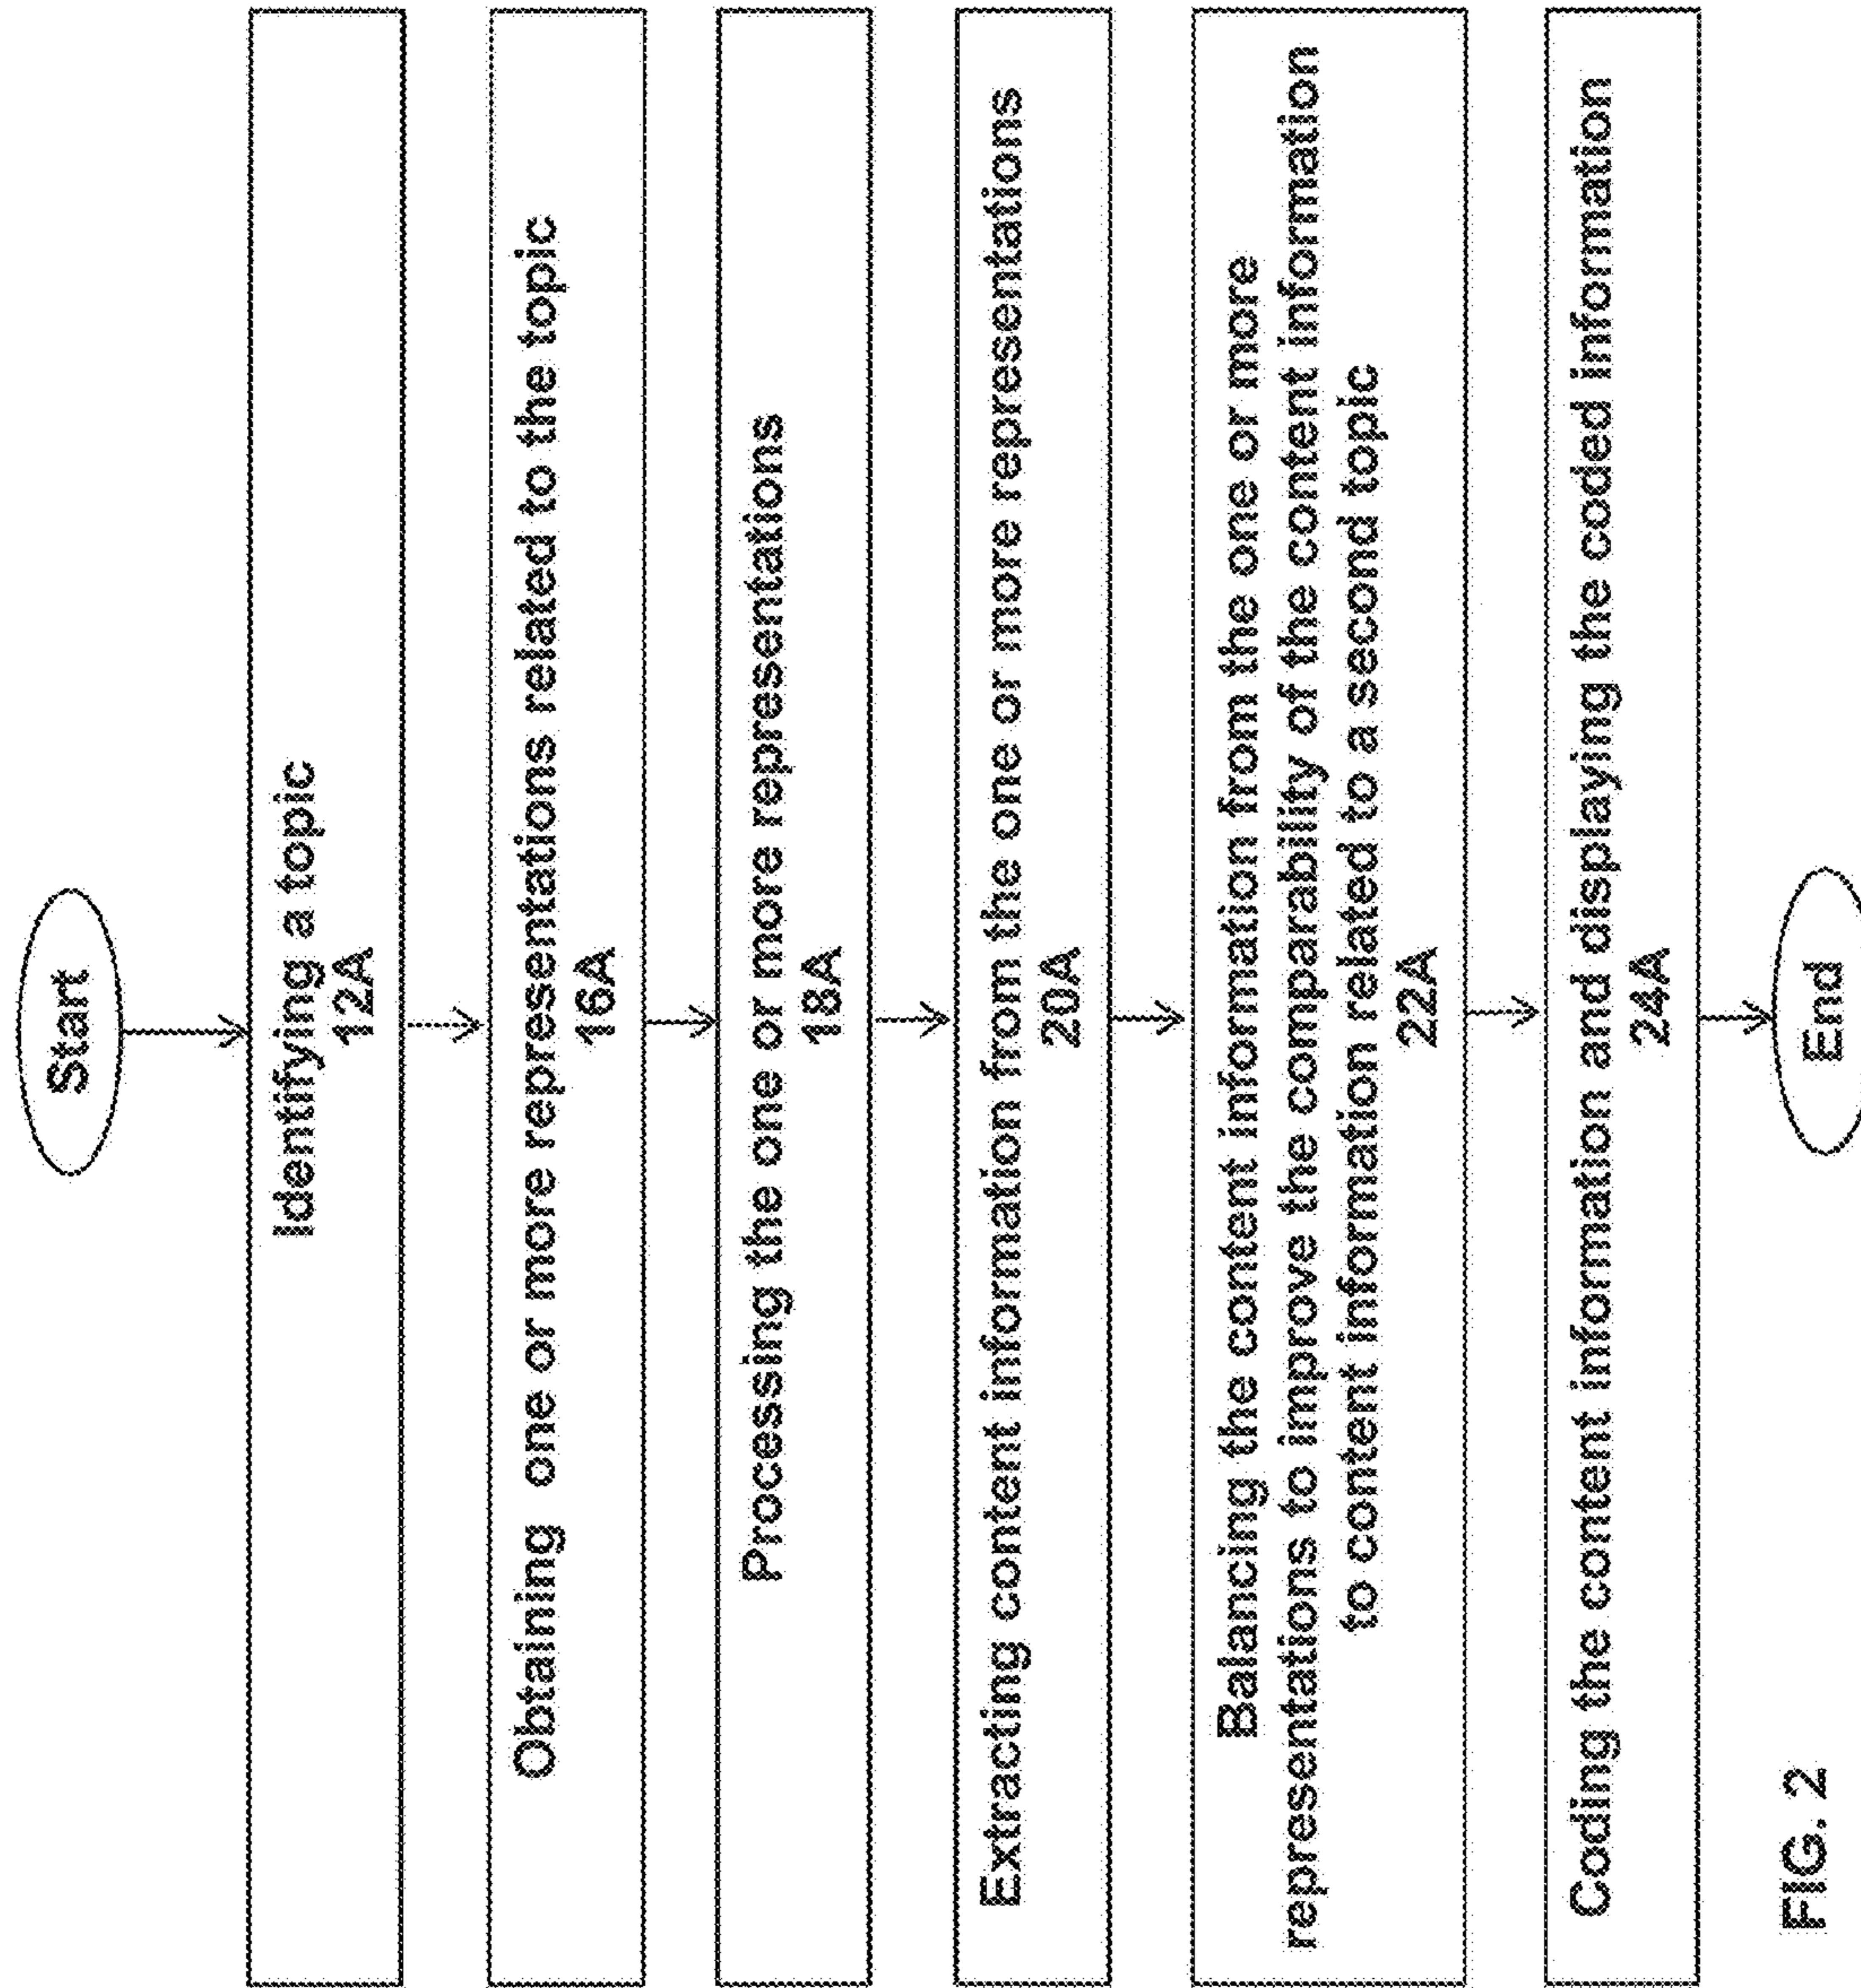 Start
Identifying a topic
12A
Obtaining one or more representations related to the topic
16A
Processing the one or more representations
18A
Extracting content information from the one or more representations
20A
Balancing the content information from the one or more
representations to improve the comparability of the content information
to content information related to a second topic
22A
Coding the content information and displaying the coded information
24A
End
FIG. 2